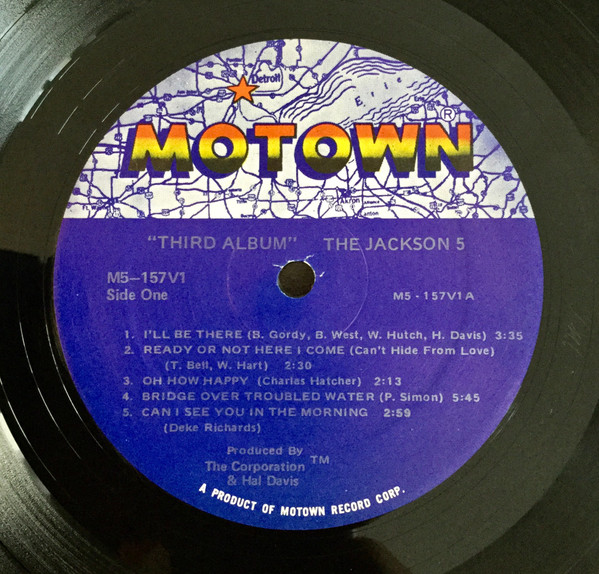 Detroit
Erie
MOTOWN®
Akron
Canton
"THIRD ALBUM" THE JACKSON 5
M5-157V1
Side One
M5 - 157V1A
1. I'LL BE THERE (B. Gordy, B. West, W. Hutch, H. Davis) 3:35
2. READY OR NOT HERE I COME (Can't Hide From Love)
(T. Bell, W. Hart) 2:30
3. OH HOW HAPPY (Charles Hatcher) 2:13
4. BRIDGE OVER TROUBLED WATER (P. Simon) 5:45
5. CAN I SEE YOU IN THE MORNING 2:59
(Deke Richards)
Produced By
The Corporation ™
& Hal Davis
A PRODUCT OF MOTOWN RECORD CORP.